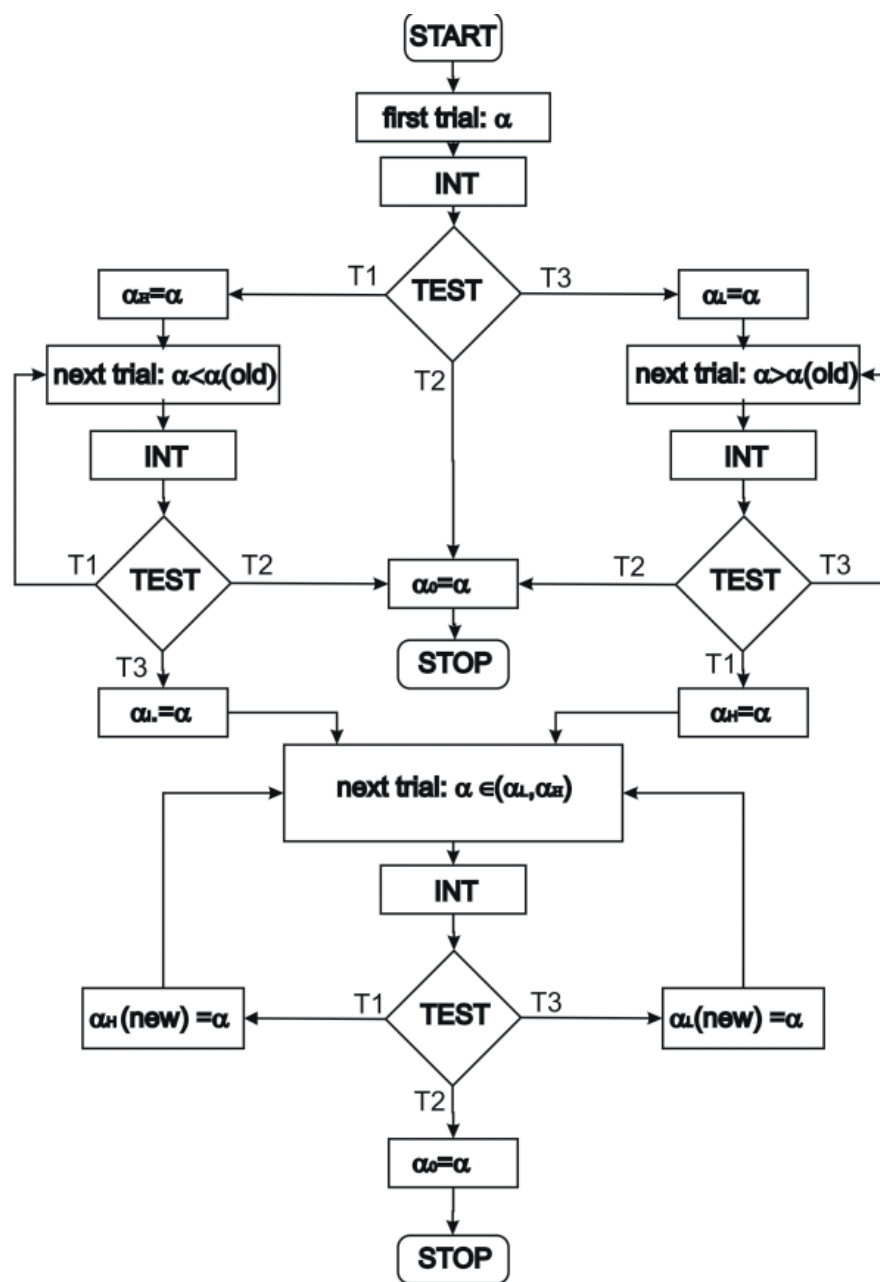 START
first trial: α
INT
T1
TEST
T3
αH=α
αL=α
next trial: α<α(old)
T2
next trial: α>α(old)
INT
INT
T1
TEST
T2
α0=α
T2
TEST
T3
T3
STOP
T1
αL=α
αH=α
next trial: α ∈(αL,αH)
INT
αH (new) =α
T1
TEST
T3
αL(new) =α
T2
α0=α
STOP